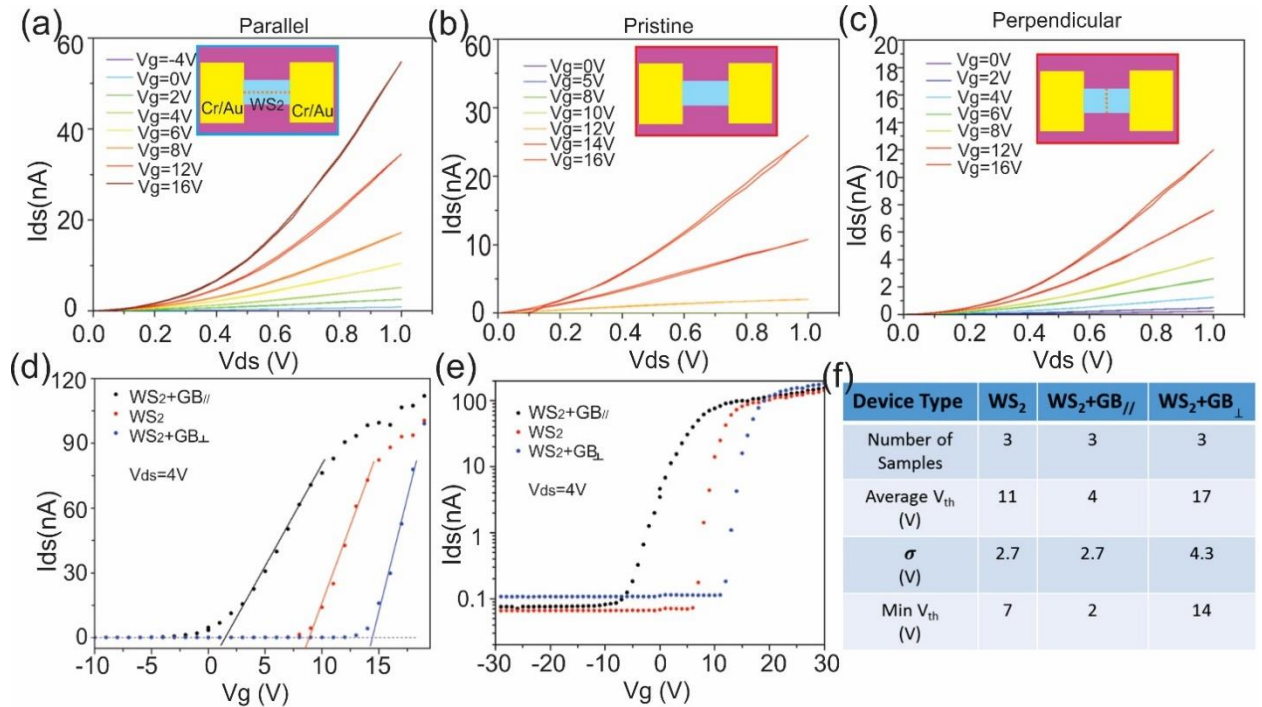 (a)
Parallel
60
50
40
20
0
Ids(nA)
Vg=-4V
Vg=0V
Vg=2V
Vg=4V
Vg=6V
Vg=8V
Vg=12V
Vg=16V
Cr/Au
WS2
Cr/Au
0.0 0.2 0.4 0.6 0.8 1.0
Vds (V)
(b)
Pristine
60
26
20
10
0
Ids(nA)
Vg=0V
Vg=5V
Vg=8V
Vg=10V
Vg=12V
Vg=14V
Vg=16V
0.0 0.2 0.4 0.6 0.8 1.0
Vds (V)
(c)
Perpendicular
20
18
16
14
12
10
8
6
4
2
0
Ids(nA)
Vg=0V
Vg=2V
Vg=4V
Vg=6V
Vg=8V
Vg=12V
Vg=16V
0.0 0.2 0.4 0.6 0.8 1.0
Vds (V)
(d)
120
90
60
30
0
Ids(nA)
WS2+GB//
WS2
WS2+GB⊥
Vds=4V
-10 -5 0 5 10 15
Vg (V)
(e)
100
10
1
0.1
Ids(nA)
WS2+GB//
WS2
WS2+GB⊥
Vds=4V
-30 -20 -10 0 10 20 30
Vg (V)
(f)
Device Type WS2 WS2+GB// WS2+GB⊥
Number of
Samples
3 3 3
Average Vth
(V)
11 4 17
σ
(V)
2.7 2.7 4.3
Min Vth
(V)
7 2 14